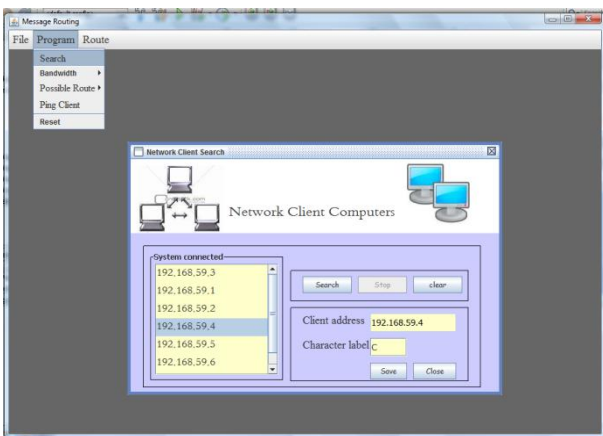 Message Routing
File Program Route
Search
Bandwidth
Possible Route
Ping Client
Reset
Network Client Search
Network Client Computers
System connected
192.168.59.3
192.168.59.1
192.168.59.2
192.168.59.4
192.168.59.5
192.168.59.6
Search Stop clear
Client address 192.168.59.4
Character label C
Save Close